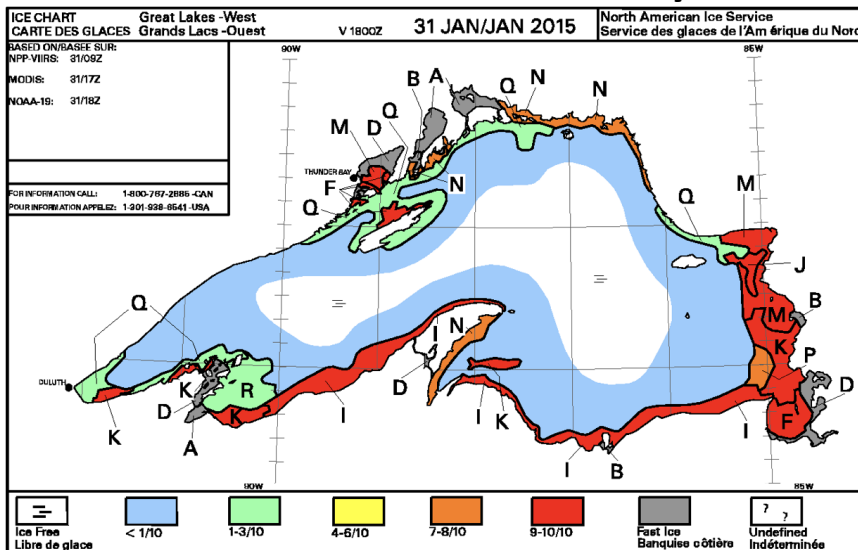 ICE CHART Great Lakes -West
CARTE DES GLACES Grands Lacs -Ouest V 1800Z 31 JAN/JAN 2015
North American Ice Service
Service des glaces de l'Am érique du Nord
BASED ON/BASEE SUR:
NPP-VIIRS: 31/09Z
MODIS: 31/17Z
NOAA-19: 31/18Z
FOR INFORMATION CALL: 1-800-767-2885 -CAN
POUR INFORMATION APPELEZ: 1-301-938-6541 -USA
90W
85W
A
B
Q
N
N
Q
D
M
THUNDER BAY
F
N
Q
Q
M
J
B
M
K
P
D
F
Q
I
N
D
DULUTH
K
R
K
D
K
A
I
I
K
I
B
I
90W
85W
Ice Free
Libre de glace
< 1/10
1-3/10
4-6/10
7-8/10
9-10/10
Fast Ice
Banquise côtière
? ?
Undefined
Indéterminée